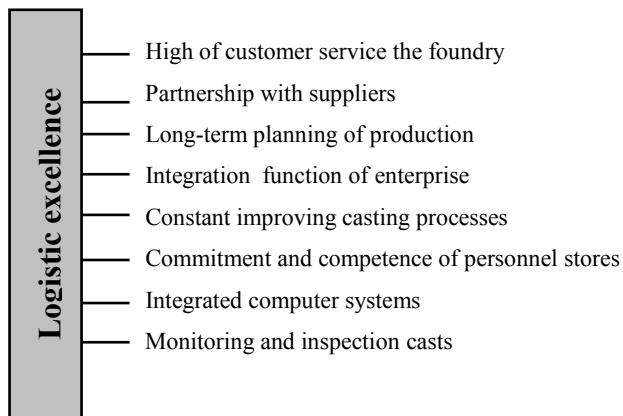 Logistic excellence
High of customer service the foundry
Partnership with suppliers
Long-term planning of production
Integration function of enterprise
Constant improving casting processes
Commitment and competence of personnel stores
Integrated computer systems
Monitoring and inspection casts